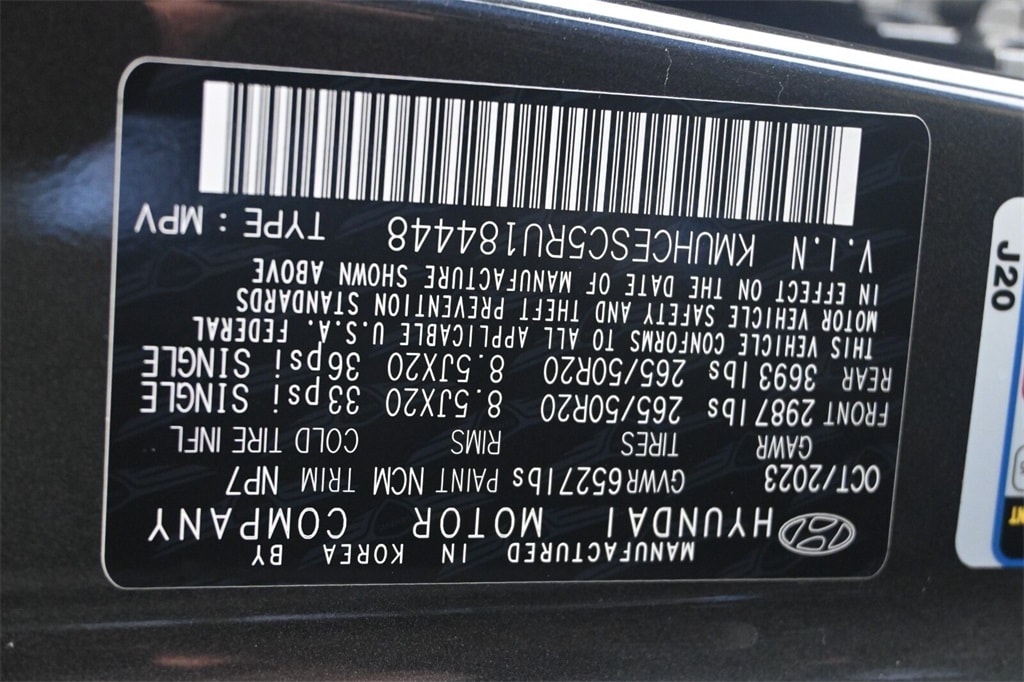 MANUFACTURED IN KOREA BY
HYUNDAI MOTOR COMPANY
OCT/2023 GVWR6527lbs PAINT NCM TRIM NP7
GAWR TIRES RIMS COLD TIRE INFL
FRONT 2987lbs 265/50R20 8.5JX20 33psi SINGLE
REAR 3693lbs 265/50R20 8.5JX20 36psi SINGLE
THIS VEHICLE CONFORMS TO ALL APPLICABLE U.S.A. FEDERAL
MOTOR VEHICLE SAFETY AND THEFT PREVENTION STANDARDS
IN EFFECT ON THE DATE OF MANUFACTURE SHOWN ABOVE
V.I.N KMUHCESC5RU184448 TYPE : MPV
J20